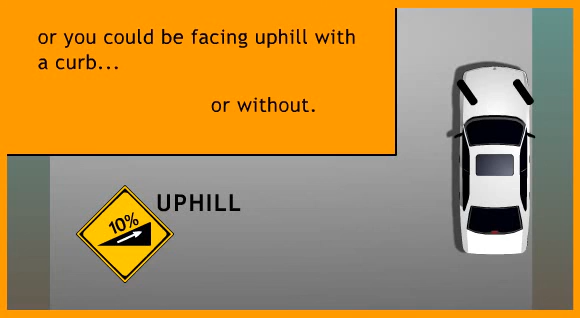 or you could be facing uphill with
a curb...
or without.
UPHILL
10%